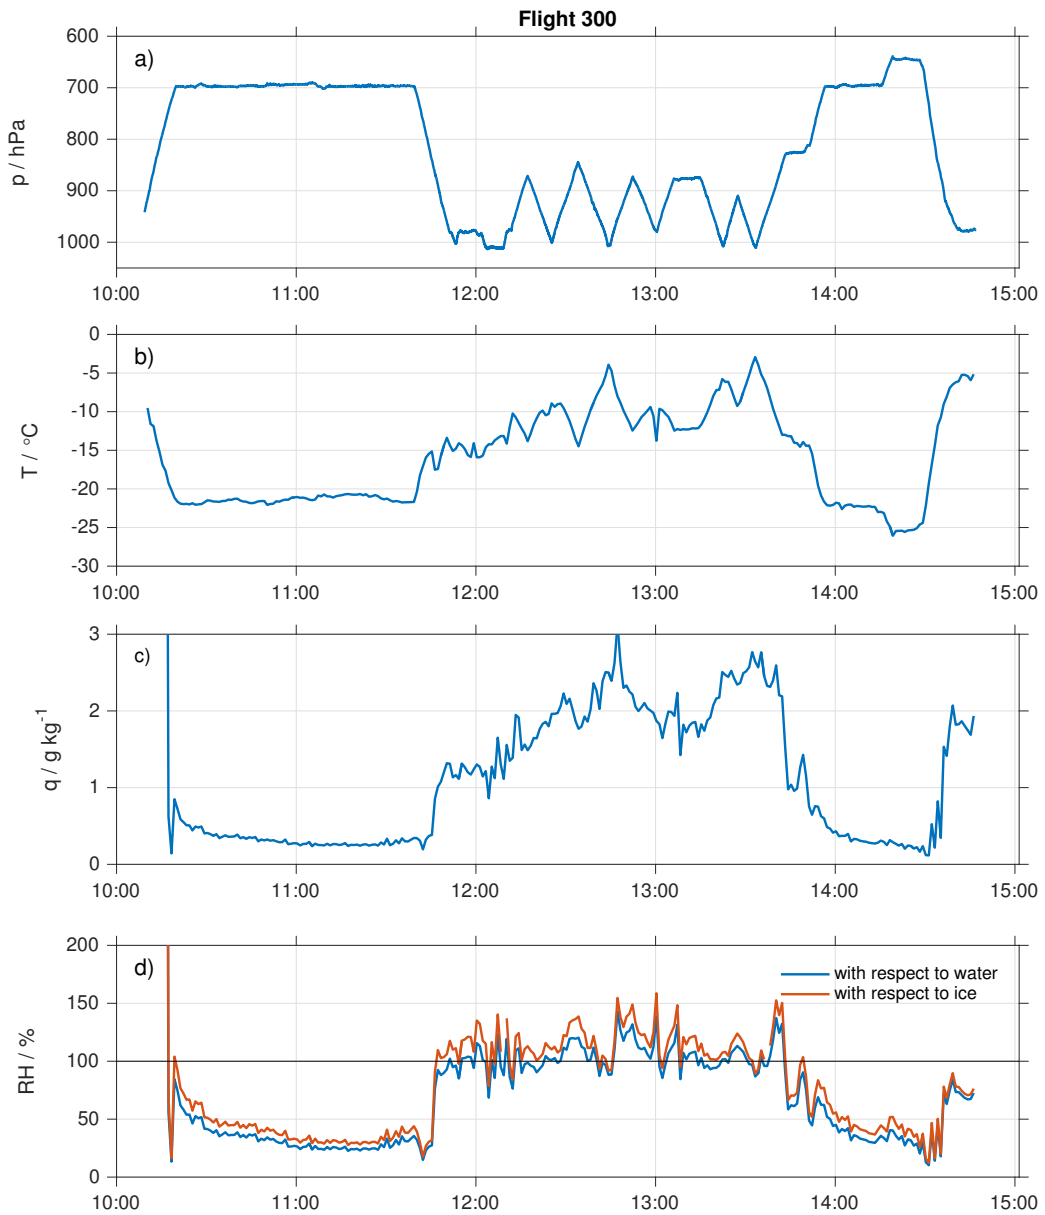 Flight 300
a)
p / hPa
600
700
800
900
1000
10:00 11:00 12:00 13:00 14:00 15:00
b)
T / °C
0
-5
-10
-15
-20
-25
-30
10:00 11:00 12:00 13:00 14:00 15:00
c)
q / g kg-1
3
2
1
0
10:00 11:00 12:00 13:00 14:00 15:00
d)
RH / %
200
150
100
50
0
with respect to water
with respect to ice
10:00 11:00 12:00 13:00 14:00 15:00